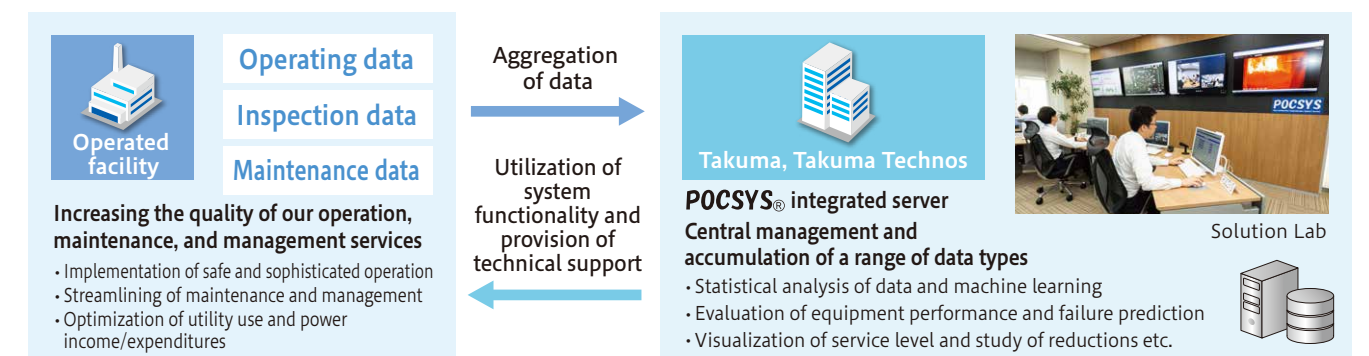 Operated
facility
Operating data
Inspection data
Maintenance data
Increasing the quality of our operation,
maintenance, and management services
・Implementation of safe and sophisticated operation
・Streamlining of maintenance and management
・Optimization of utility use and power
income/expenditures
Aggregation
of data
Utilization of
system
functionality and
provision of
technical support
Takuma, Takuma Technos
POCSYS® integrated server
Central management and
accumulation of a range of data types
・Statistical analysis of data and machine learning
・Evaluation of equipment performance and failure prediction
・Visualization of service level and study of reductions etc.
POCSYS
Solution Lab